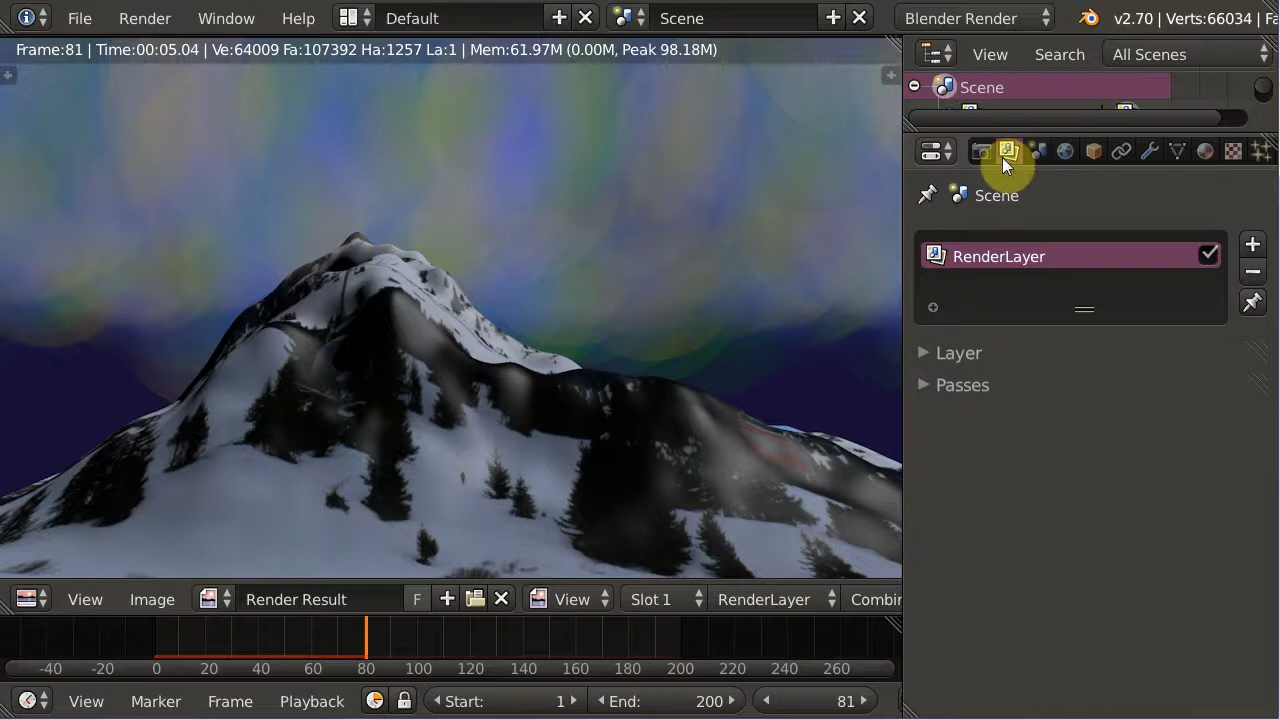 File Render Window Help Default Scene Blender Render v2.70 | Verts:66034 | Fa
Frame:81 | Time:00:05.04 | Ve:64009 Fa:107392 Ha:1257 La:1 | Mem:61.97M (0.00M, Peak 98.18M)
View Search All Scenes
Scene
Scene
RenderLayer
Layer
Passes
View Image Render Result F View Slot 1 RenderLayer Combin
-40 -20 0 20 40 60 80 100 120 140 160 180 200 220 240 260
View Marker Frame Playback Start: 1 End: 200 81